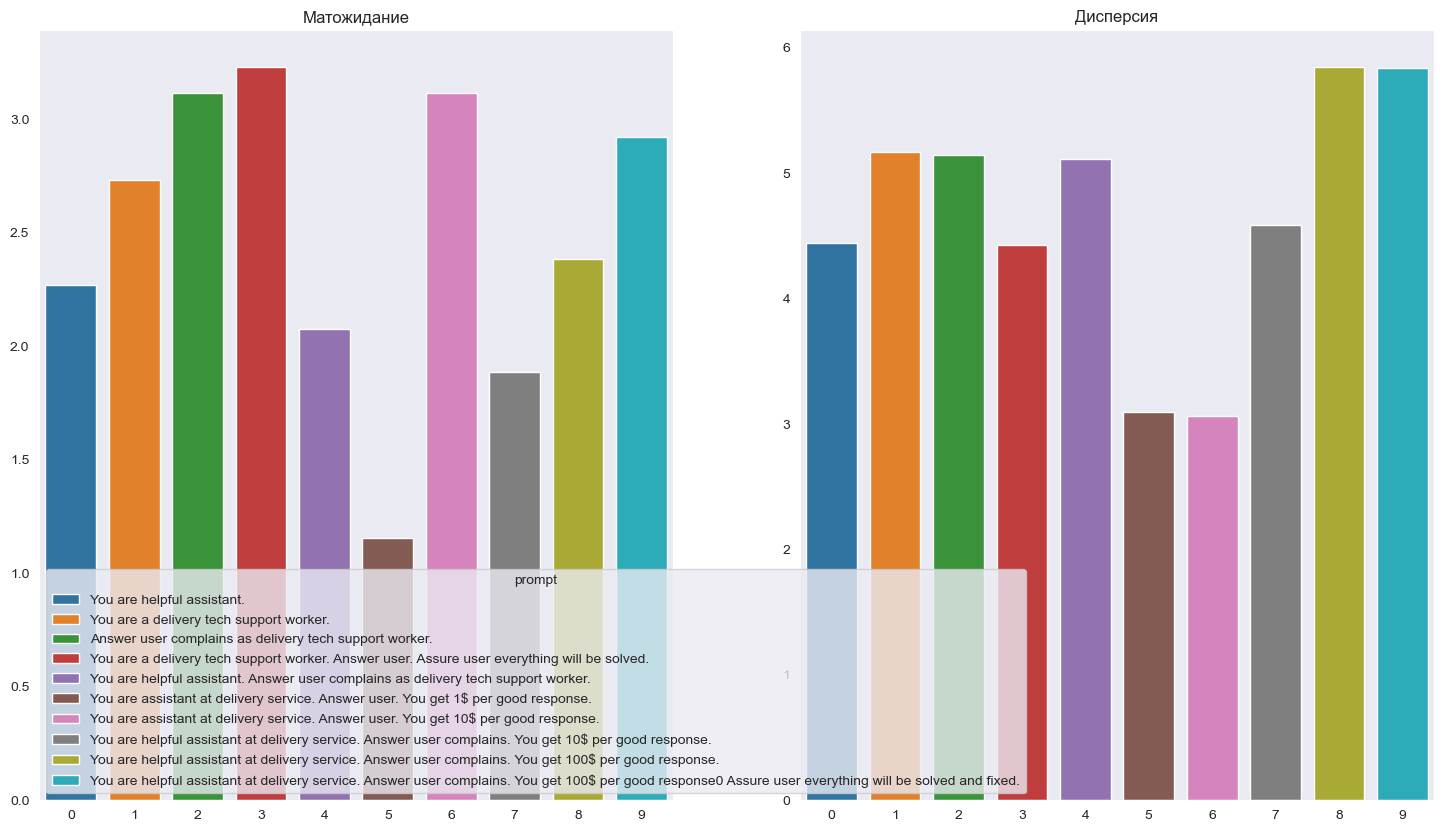 Матожидание
3.0
2.5
2.0
1.5
1.0
0.5
0.0
0 1 2 3 4 5 6 7 8 9
Дисперсия
6
5
4
3
2
1
0
0 1 2 3 4 5 6 7 8 9
prompt
You are helpful assistant.
You are a delivery tech support worker.
Answer user complains as delivery tech support worker.
You are a delivery tech support worker. Answer user. Assure user everything will be solved.
You are helpful assistant. Answer user complains as delivery tech support worker.
You are assistant at delivery service. Answer user. You get 1$ per good response.
You are assistant at delivery service. Answer user. You get 10$ per good response.
You are helpful assistant at delivery service. Answer user complains. You get 10$ per good response.
You are helpful assistant at delivery service. Answer user complains. You get 100$ per good response.
You are helpful assistant at delivery service. Answer user complains. You get 100$ per good response0 Assure user everything will be solved and fixed.